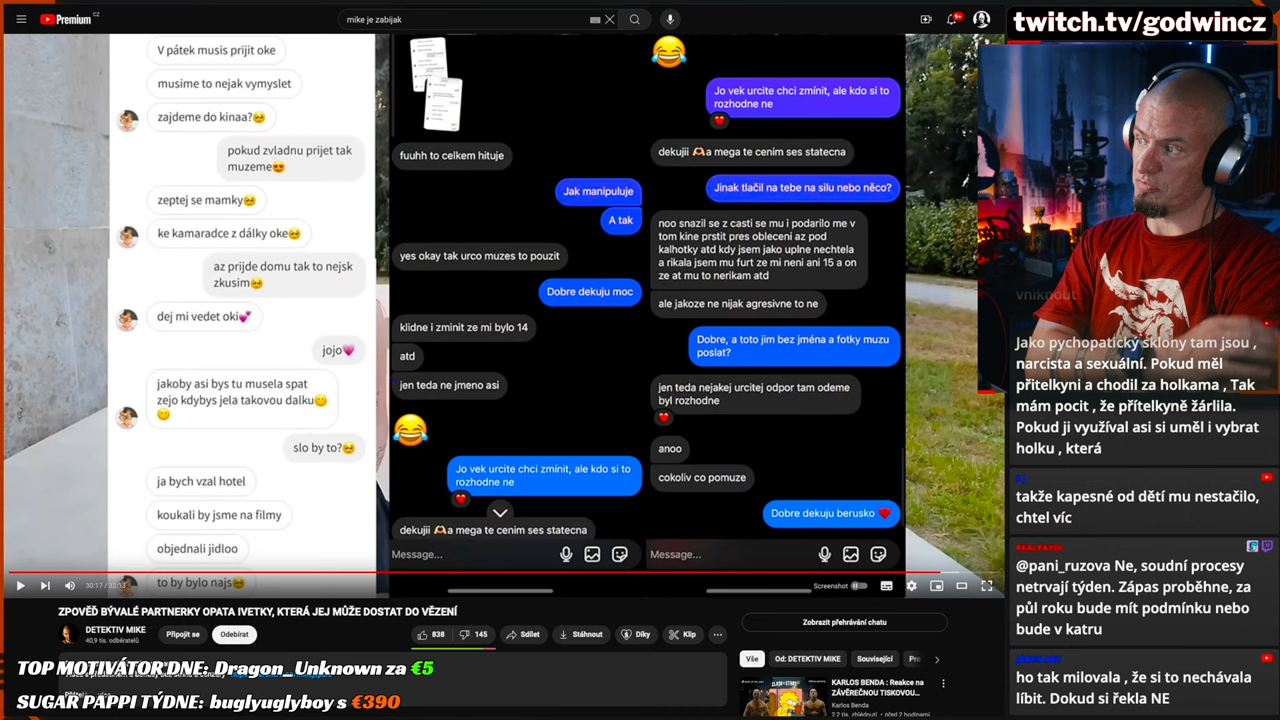 Premium CZ
mike je zabijak
9+
twitch.tv/godwincz
V pátek musis prijit oke
musime to nejak vymyslet
zajdeme do kinaa?🥺
pokud zvladnu prijet tak
muzeme😍
zeptej se mamky🥺
ke kamaradce z dálky oke🥺
az prijde domu tak to nejsk
zkusim🥺
dej mi vedet oki💕
jojo💗
jakoby asi bys tu musela spat
zejo kdybys jela takovou dalku😋
😋
slo by to?🥺
ja bych vzal hotel
koukali by jsme na filmy
objednali jidloo
to by bylo najs🥺
😂
fuuhh to celkem hituje
Jak manipuluje
A tak
yes okay tak urco muzes to pouzit
Dobre dekuju moc
klidne i zminit ze mi bylo 14
atd
jen teda ne jmeno asi
😂
Jo vek urcite chci zmínit, ale kdo si to
rozhodne ne
❤️
dekujii 🫶a mega te cenim ses statecna
Message...
Jo vek urcite chci zmínit, ale kdo si to
rozhodne ne
❤️
dekujii 🫶a mega te cenim ses statecna
Jinak tlačil na tebe na silu nebo něco?
noo snazil se z casti se mu i podarilo me v
tom kine prstit pres obleceni az pod
kalhotky atd kdy jsem jako uplne nechtela
a rikala jsem mu furt ze mi neni ani 15 a on
ze at mu to nerikam atd
ale jakoze ne nijak agresivne to ne
Dobre, a toto jim bez jména a fotky muzu
poslat?
jen teda nejakej urcitej odpor tam odeme
byl rozhodne
❤️
anoo
cokoliv co pomuze
Dobre dekuju berusko ❤️
Message...
30:17 / 32:13
Screenshot
ZPOVĚĎ BÝVALÉ PARTNERKY OPATA IVETKY, KTERÁ JEJ MŮŽE DOSTAT DO VĚZENÍ
DETEKTIV MIKE
40,9 tis. odběratelů
Připojit se
Odebírat
838
145
Sdílet
Stáhnout
Díky
Klip
Zobrazit přehrávání chatu
Vše
Od: DETEKTIV MIKE
Související
KARLOS BENDA : Reakce na
ZÁVĚREČNOU TISKOVOU...
Karlos Benda
TOP MOTIVÁTOR DNE: Dragon_Unknown za €5
SUGAR PAPPI TÝDNE: buglyuglyboy s €390
vniknout
Jako pychopatický sklony tam jsou ,
narcista a sexuální. Pokud měl
přitelkyni a chodil za holkama , Tak
mám pocit , že přítelkyně žárlila.
Pokud ji využíval asi si uměl i vybrat
holku , která
takže kapesné od dětí mu nestačilo,
chtel víc
@pani_ruzova Ne, soudní procesy
netrvají týden. Zápas proběhne, za
půl roku bude mít podmínku nebo
bude v katru
ho tak milovala , že si to nechávala
líbit. Dokud si řekla NE